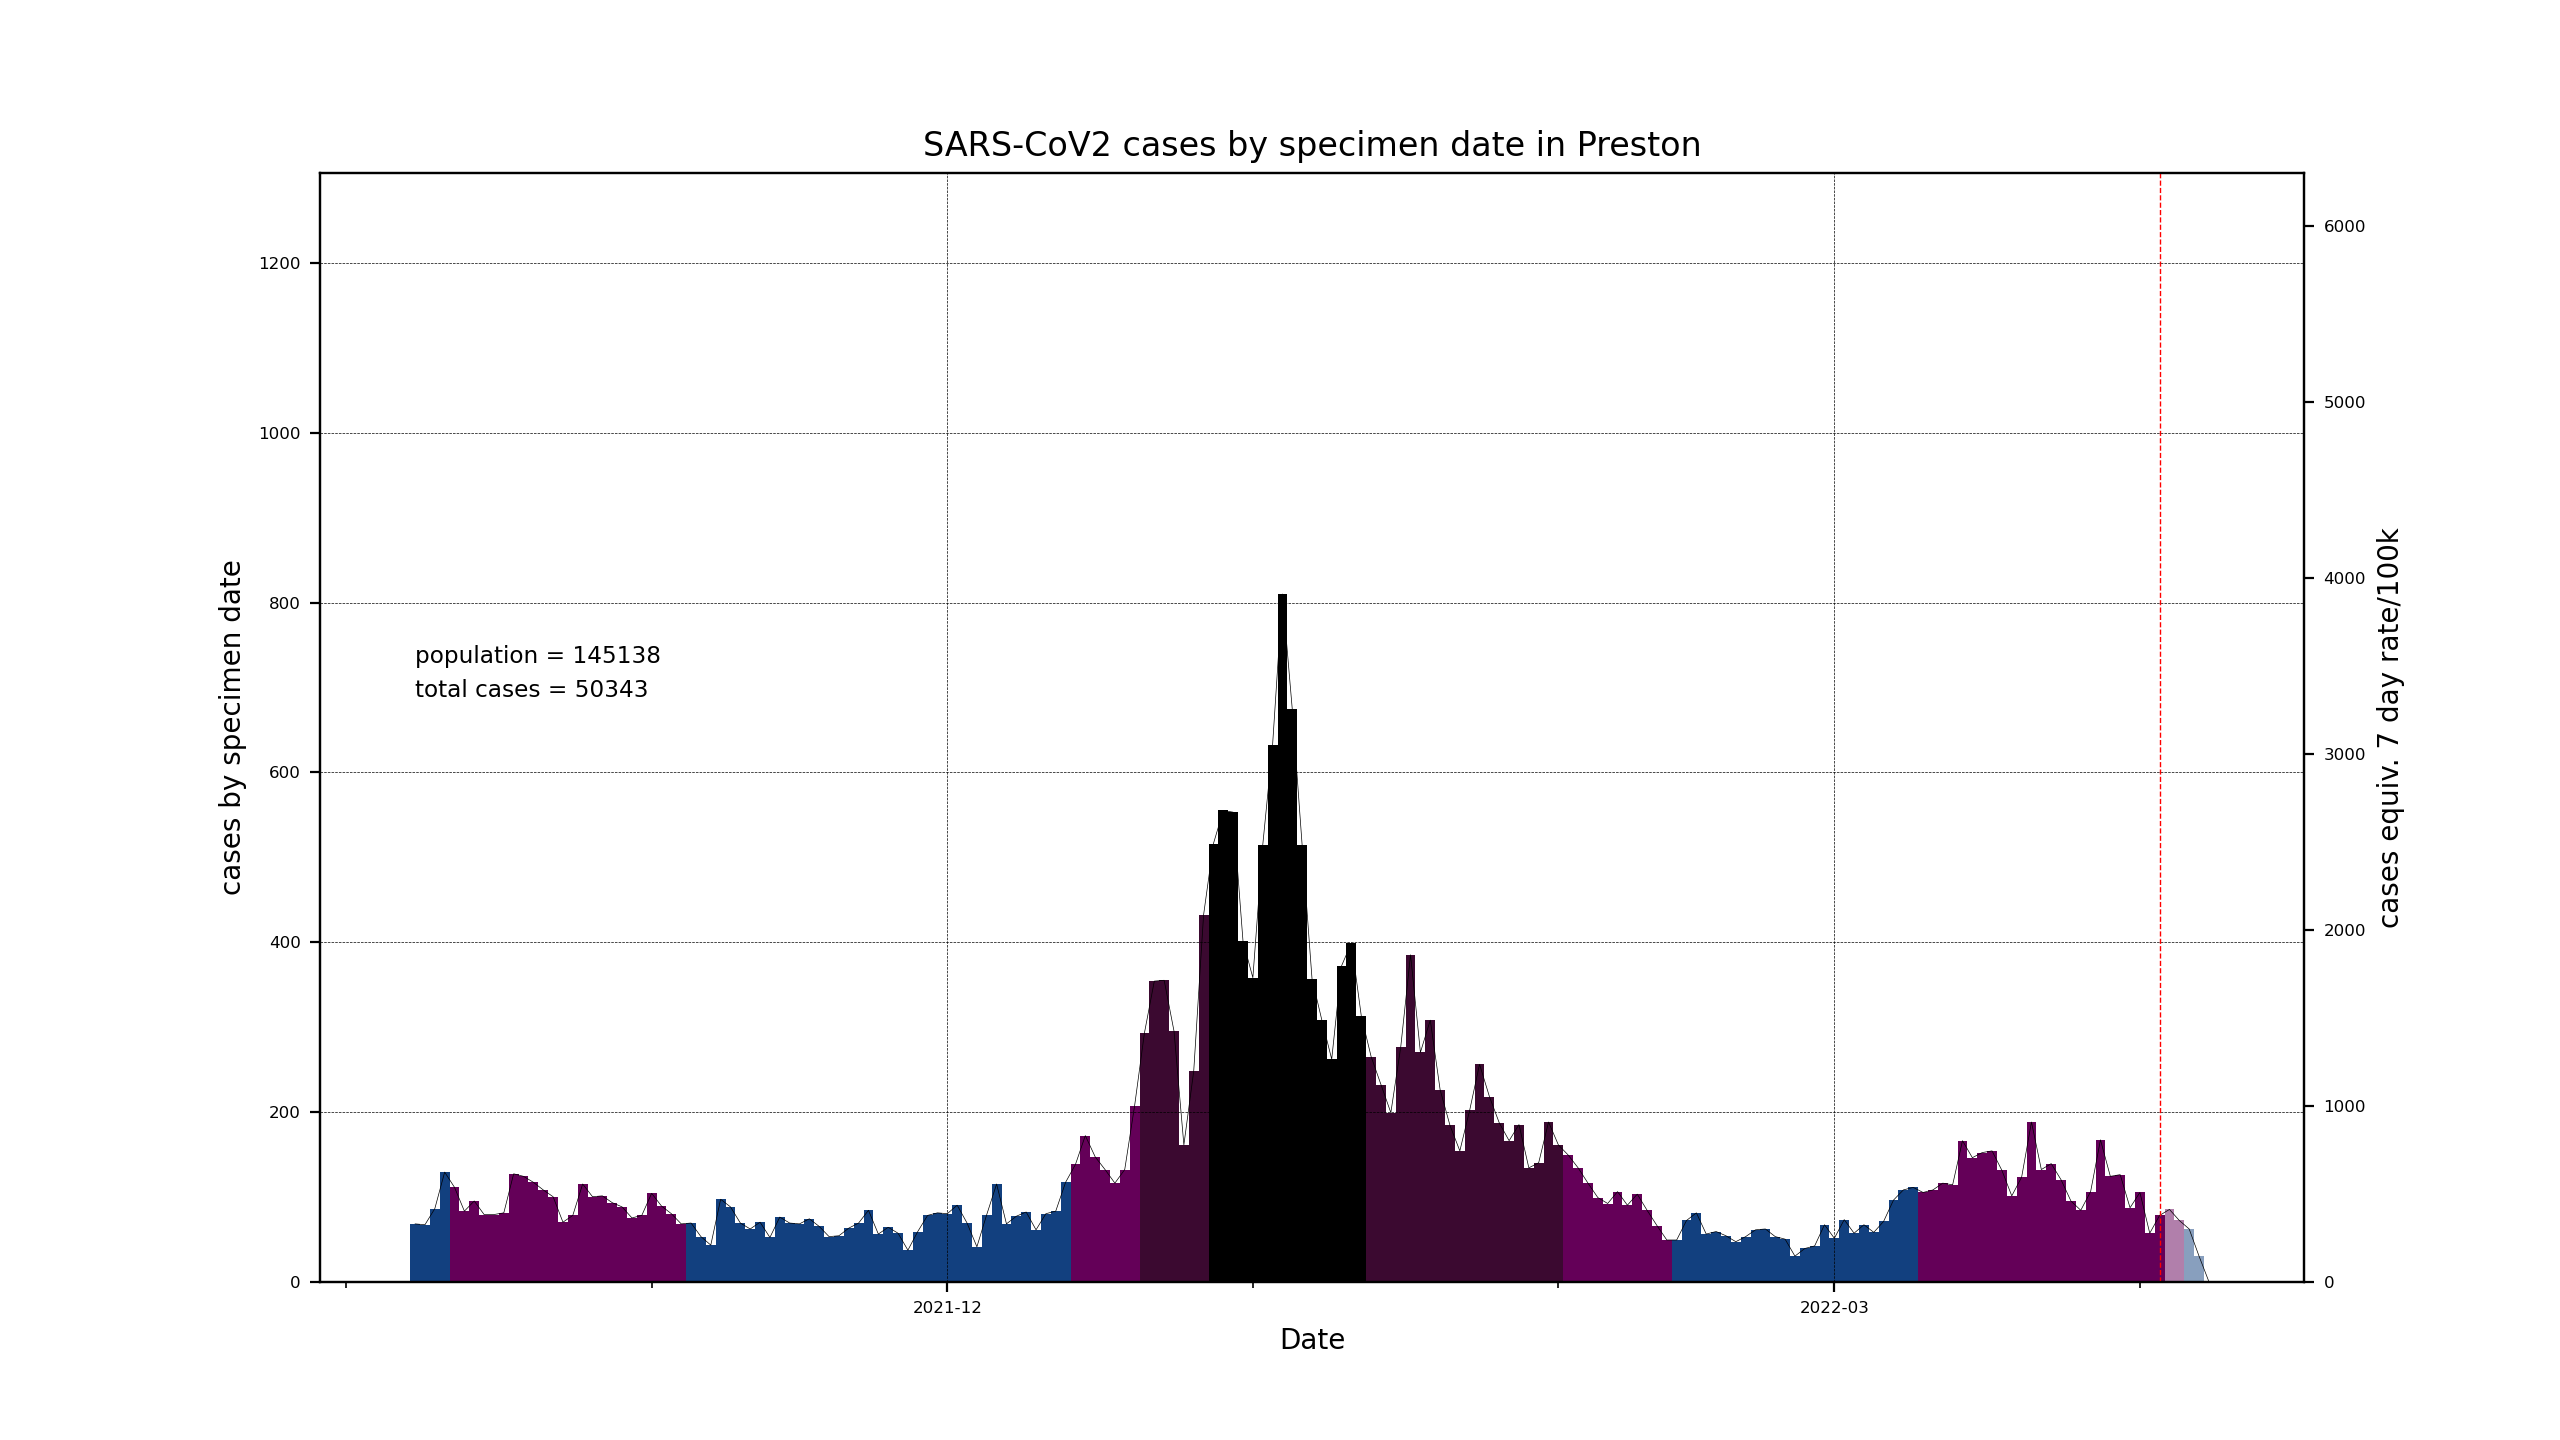 SARS-CoV2 cases by specimen date in Preston
cases by specimen date
1200
1000
800
600
400
200
0
population = 145138
total cases = 50343
6000
5000
4000
3000
2000
1000
0
cases equiv. 7 day rate/100k
2021-12
2022-03
Date